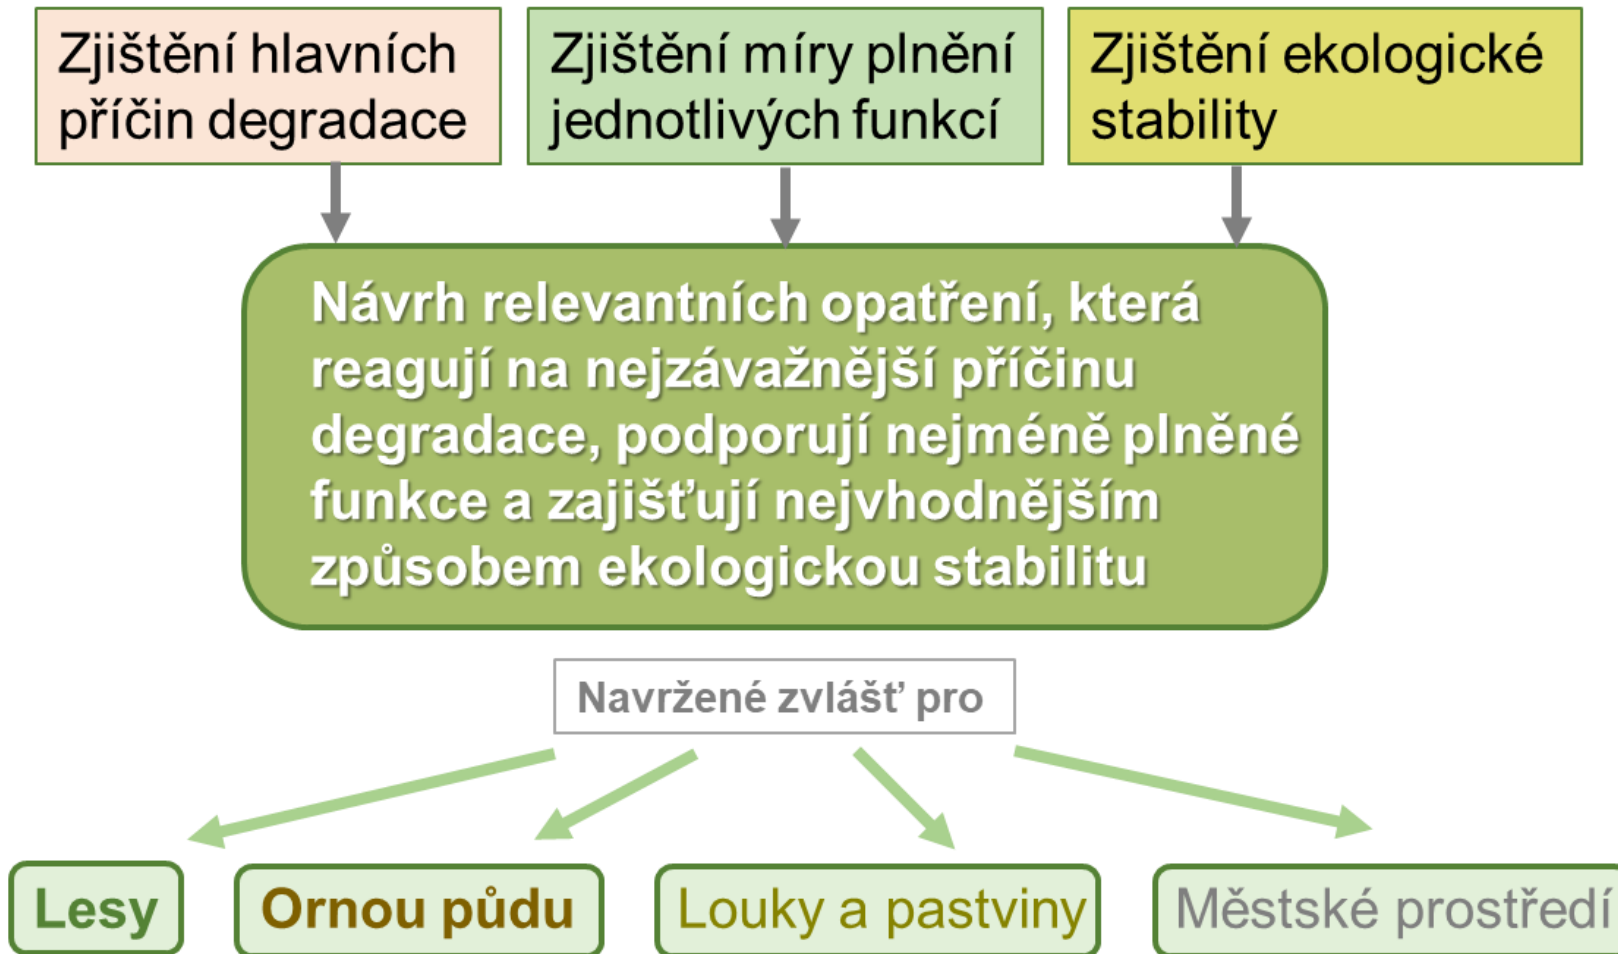 Zjištění hlavních
příčin degradace
Zjištění míry plnění
jednotlivých funkcí
Zjištění ekologické
stability
Návrh relevantních opatření, která
reagují na nejzávažnější příčinu
degradace, podporují nejméně plněné
funkce a zajišťují nejvhodnějším
způsobem ekologickou stabilitu
Navržené zvlášť pro
Lesy
Ornou půdu
Louky a pastviny
Městské prostředí